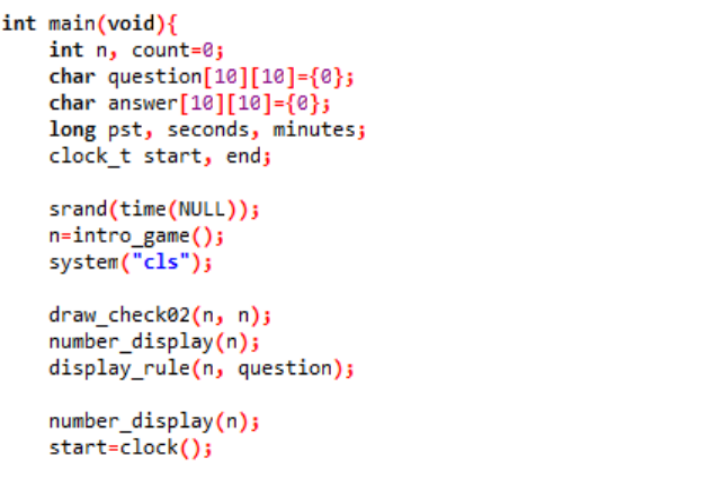 int main(void){
    int n, count=0;
    char question[10][10]={0};
    char answer[10][10]={0};
    long pst, seconds, minutes;
    clock_t start, end;

    srand(time(NULL));
    n=intro_game();
    system("cls");

    draw_check02(n, n);
    number_display(n);
    display_rule(n, question);

    number_display(n);
    start=clock();